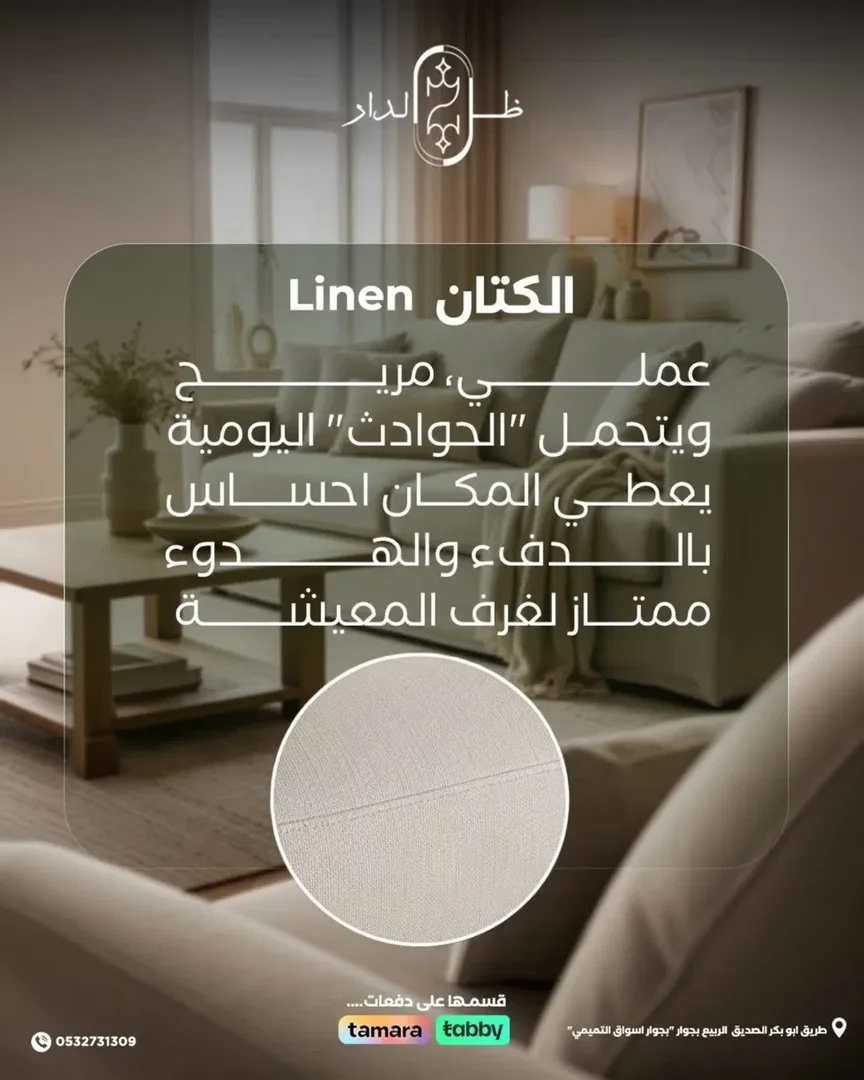 ظل الدار
الكتان Linen
عملي، مريح
ويتحمل "الحوادث" اليومية
يعطي المكان احساس
بالدفء والهدوء
ممتاز لغرف المعيشة
قسمها على دفعات....
tamara tabby
طريق ابو بكر الصديق الربيع بجوار "بجوار اسواق التميمي"
0532731309